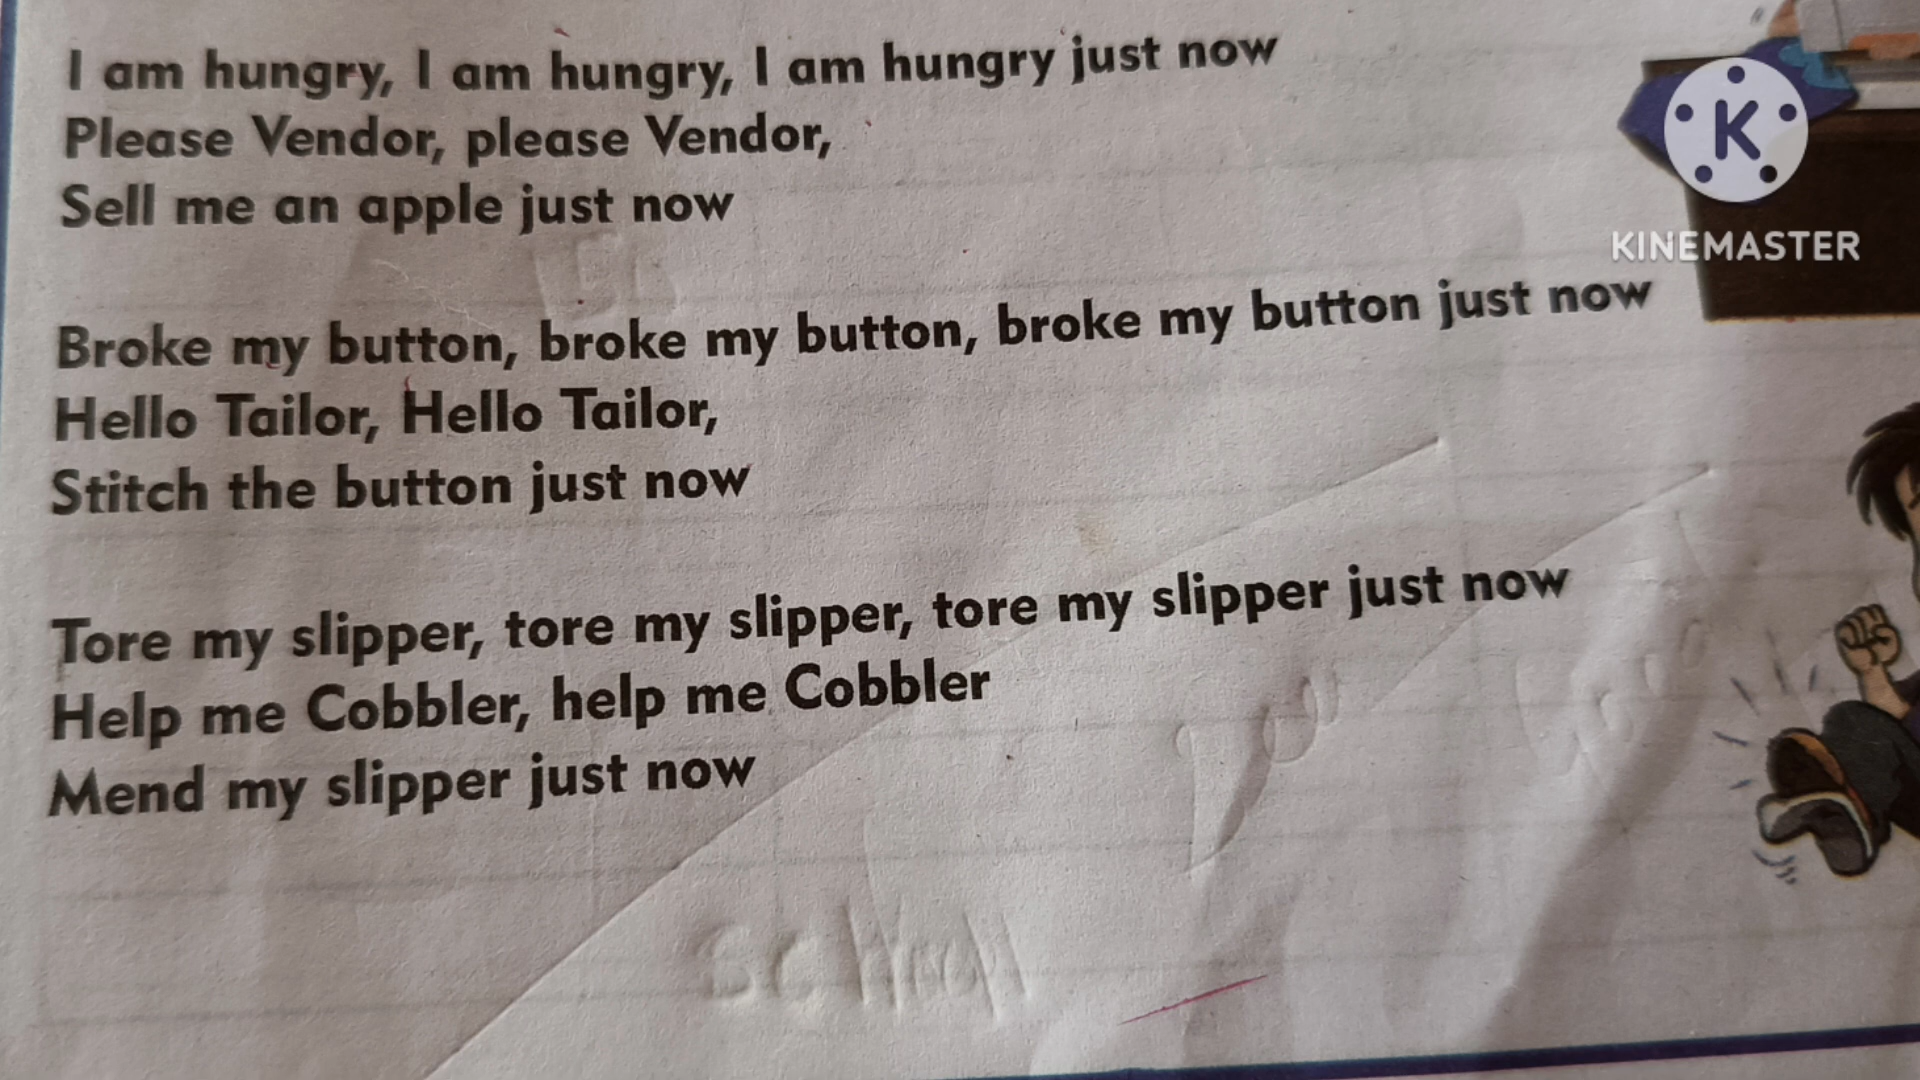 I am hungry, I am hungry, I am hungry just now
Please Vendor, please Vendor,
Sell me an apple just now
K
KINEMASTER
Broke my button, broke my button, broke my button just now
Hello Tailor, Hello Tailor,
Stitch the button just now
Tore my slipper, tore my slipper, tore my slipper just now
Help me Cobbler, help me Cobbler
Mend my slipper just now